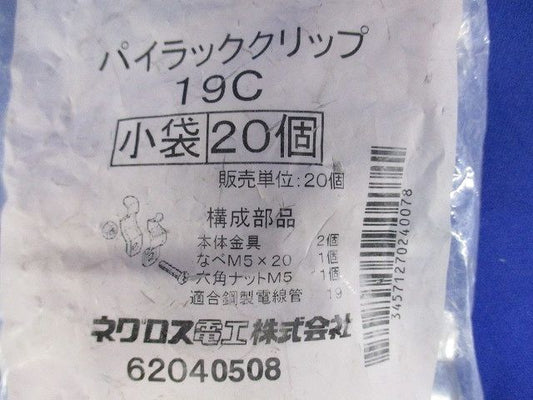 パイラッククリップ
19C
小袋 20個
販売単位:20個
構成部品
本体金具 2個
なベM5×20 1個
六角ナットM5 1個
適合鋼製電線管 19
ネグロス電工株式会社
62040508
34571270240078